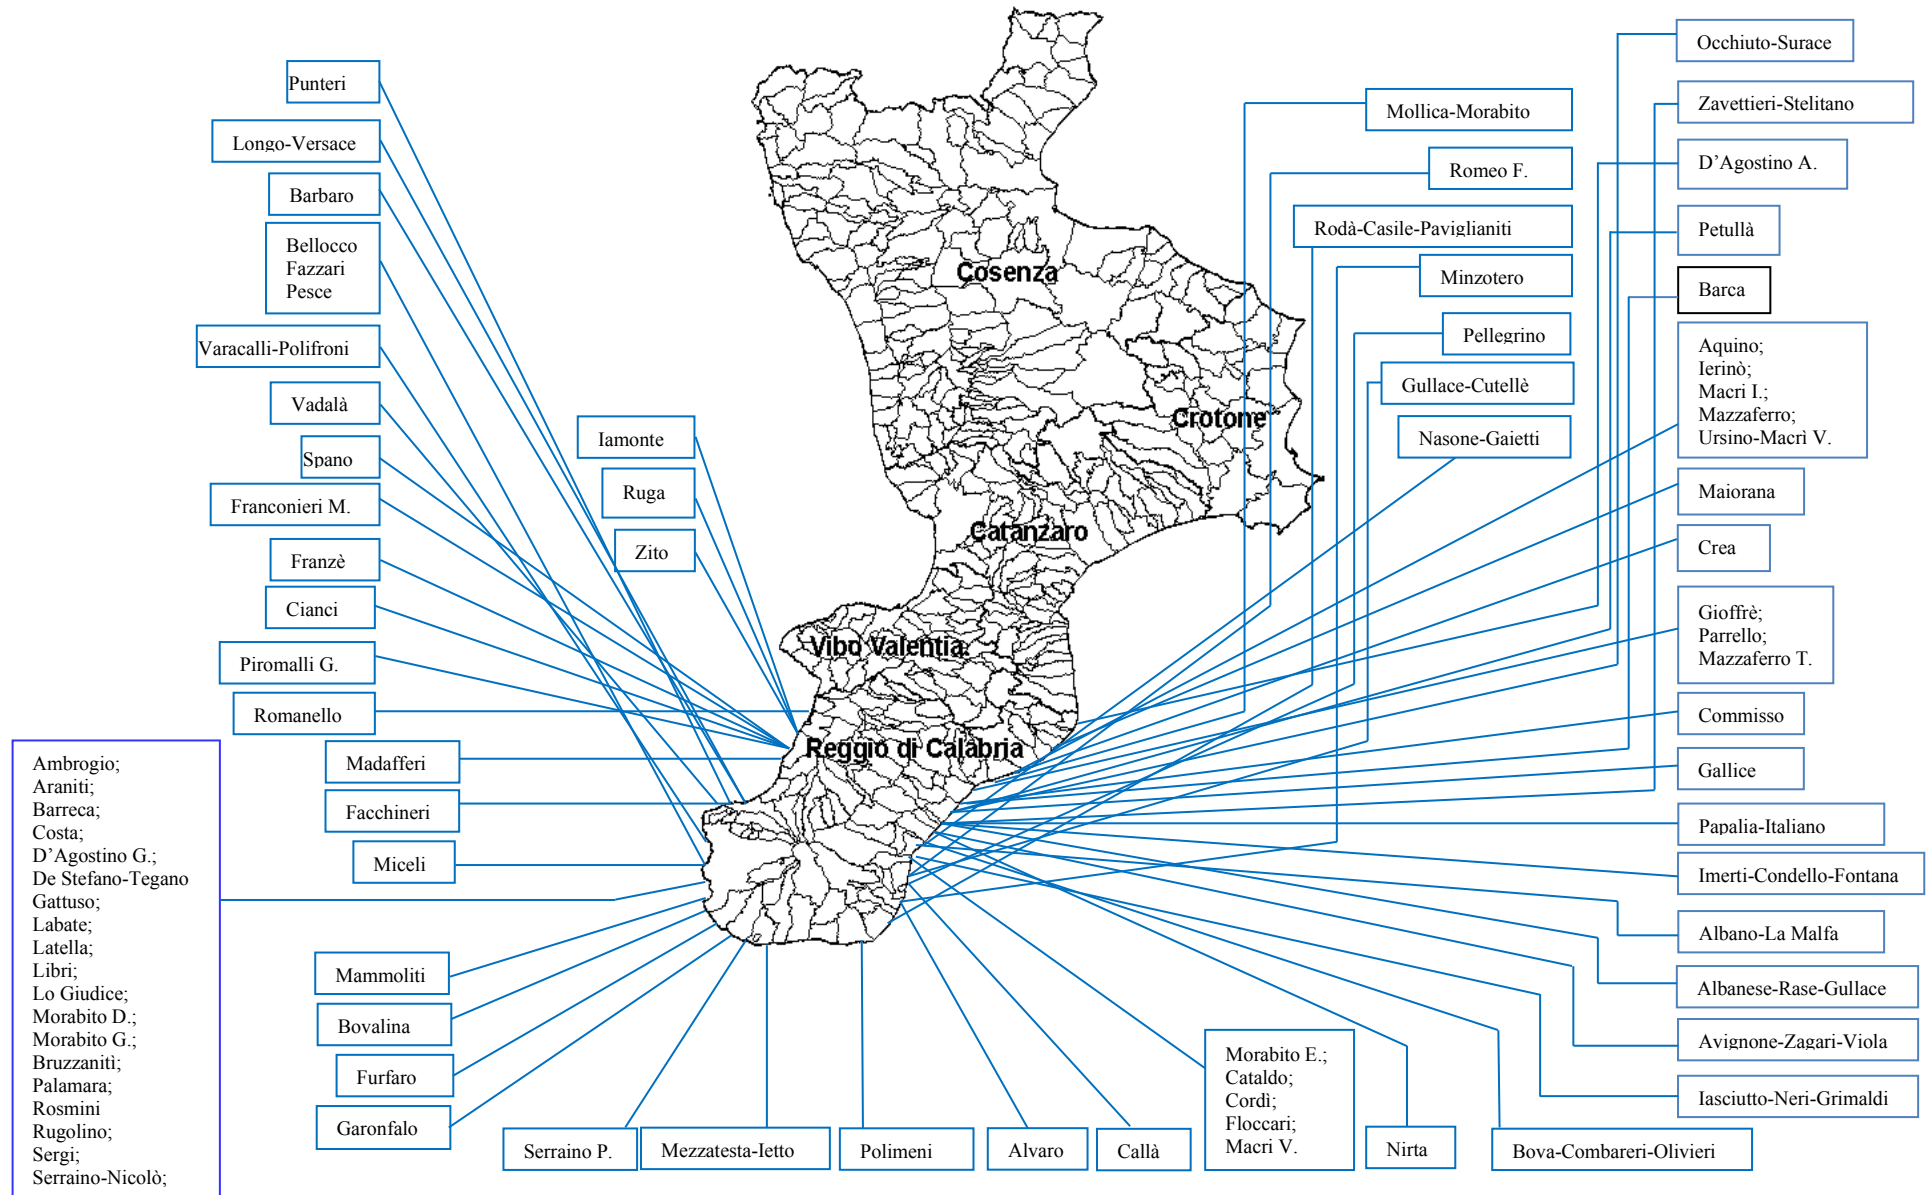 Punteri
Longo-Versace
Barbaro
Bellocco
Fazzari
Pesce
Varacalli-Polifroni
Vadalà
Spano
Franconieri M.
Franzè
Cianci
Piromalli G.
Romanello
Madafferi
Facchineri
Miceli
Iamonte
Ruga
Zito
Ambrogio;
Araniti;
Barreca;
Costa;
D'Agostino G.;
De Stefano-Tegano
Gattuso;
Labate;
Latella;
Libri;
Lo Giudice;
Morabito D.;
Morabito G.;
Bruzzanitì;
Palamara;
Rosmini
Rugolino;
Sergi;
Serraino-Nicolò;
Mammoliti
Bovalina
Furfaro
Garonfalo
Cosenza
Crotone
Catanzaro
Vibo Valentia
Reggio di Calabria
Serraino P.
Mezzatesta-Ietto
Polimeni
Alvaro
Callà
Morabito E.;
Cataldo;
Cordì;
Floccari;
Macri V.
Nirta
Bova-Combareri-Olivieri
Mollica-Morabito
Romeo F.
Rodà-Casile-Paviglianiti
Minzotero
Pellegrino
Gullace-Cutellè
Nasone-Gaietti
Occhiuto-Surace
Zavettieri-Stelitano
D'Agostino A.
Petullà
Barca
Aquino;
Ierinò;
Macri I.;
Mazzaferro;
Ursino-Macrì V.
Maiorana
Crea
Gioffrè;
Parrello;
Mazzaferro T.
Commisso
Gallice
Papalia-Italiano
Imerti-Condello-Fontana
Albano-La Malfa
Albanese-Rase-Gullace
Avignone-Zagari-Viola
Iasciutto-Neri-Grimaldi